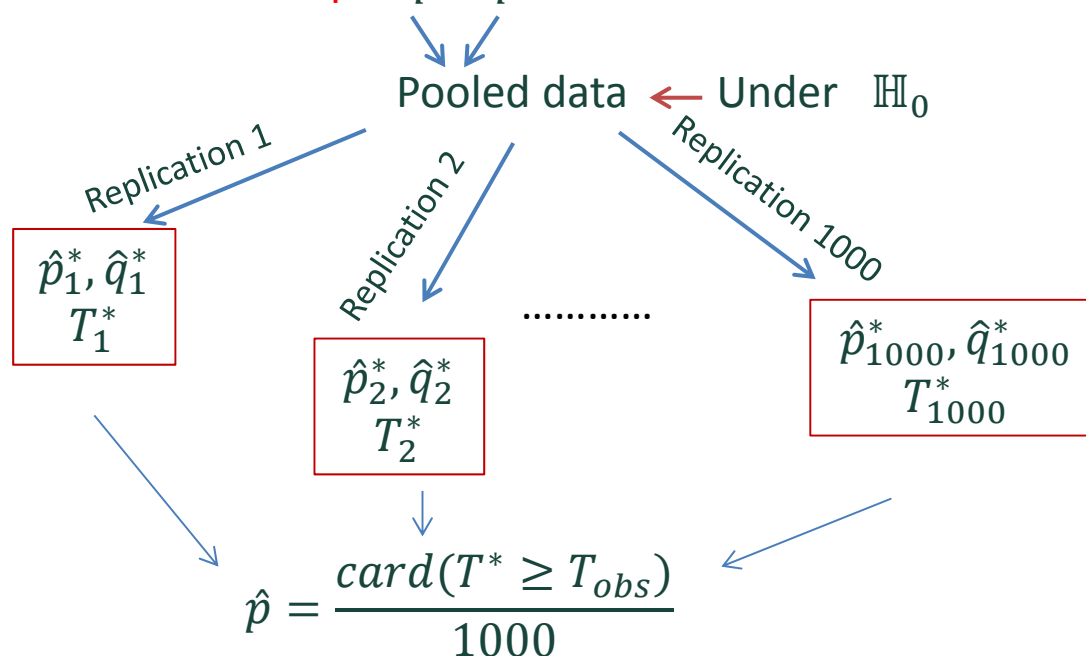 Pooled data
Under ℍ₀
Replication 1
Replication 2
Replication 1000
p̂₁*, q̂₁*
T₁*
p̂₂*, q̂₂*
T₂*
…………
p̂₁₀₀₀*, q̂₁₀₀₀*
T₁₀₀₀*
p̂ = card(T* ≥ T_obs) / 1000